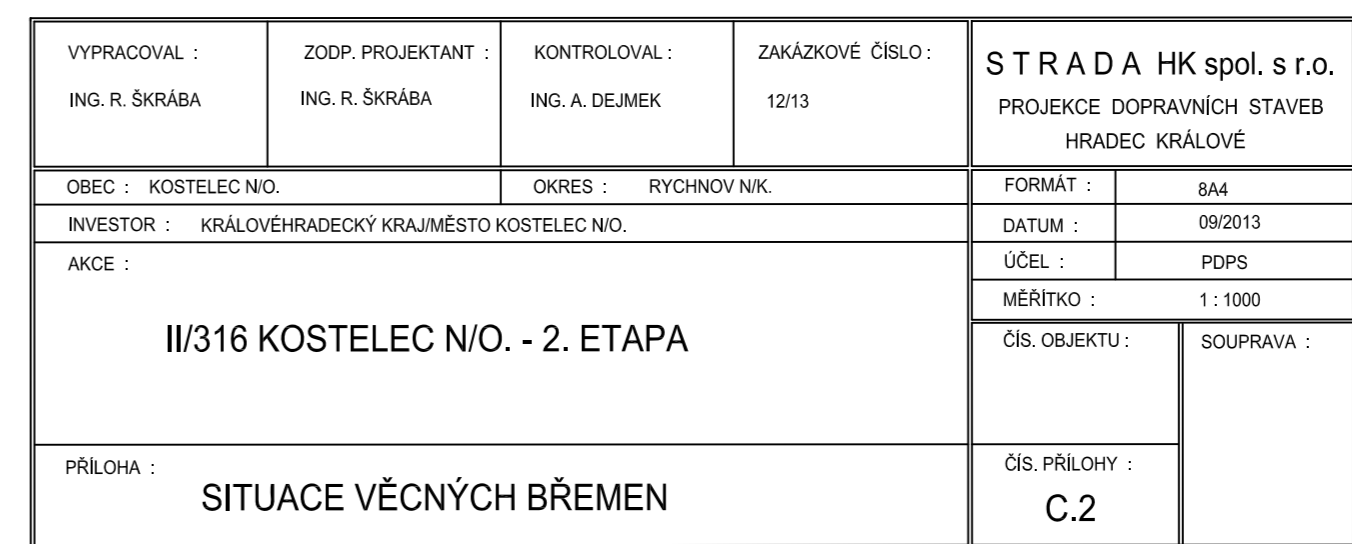 VYPRACOVAL :
ING. R. ŠKRÁBA
ZODP. PROJEKTANT :
ING. R. ŠKRÁBA
KONTROLOVAL :
ING. A. DEJMEK
ZAKÁZKOVÉ ČÍSLO :
12/13
S T R A D A HK spol. s r.o.
PROJEKCE DOPRAVNÍCH STAVEB
HRADEC KRÁLOVÉ
OBEC : KOSTELEC N/O.
OKRES : RYCHNOV N/K.
INVESTOR : KRÁLOVÉHRADECKÝ KRAJ/MĚSTO KOSTELEC N/O.
FORMÁT : 8A4
DATUM : 09/2013
ÚČEL : PDPS
MĚŘÍTKO : 1 : 1000
AKCE :
II/316 KOSTELEC N/O. - 2. ETAPA
ČÍS. OBJEKTU :
SOUPRAVA :
PŘÍLOHA :
SITUACE VĚCNÝCH BŘEMEN
ČÍS. PŘÍLOHY :
C.2